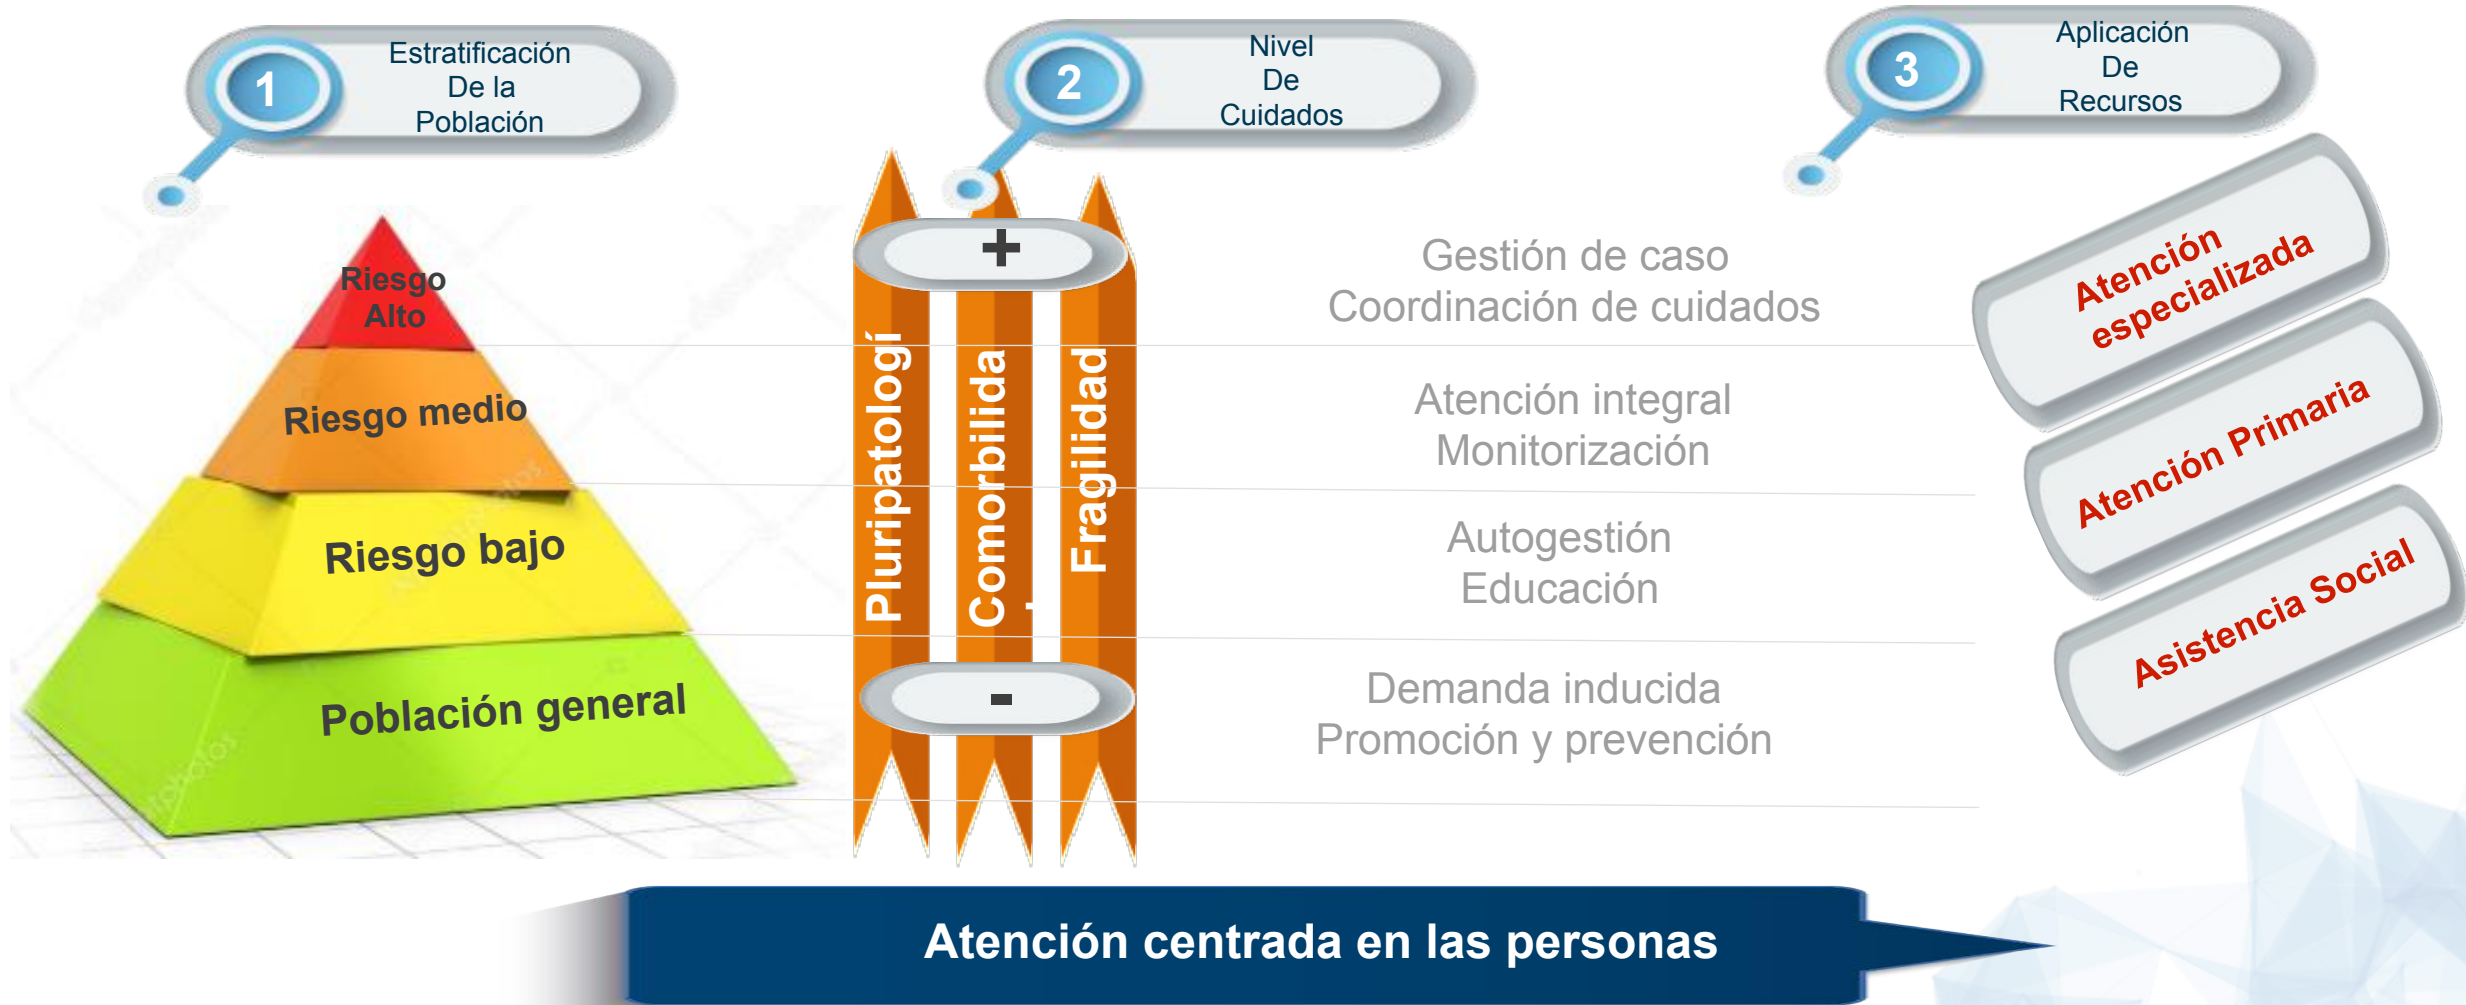 1
Estratificación
De la
Población
2
Nivel
De
Cuidados
3
Aplicación
De
Recursos
Riesgo
Alto
Riesgo medio
Riesgo bajo
Población general
+
Pluripatologí
Comorbilida
Fragilidad
-
Gestión de caso
Coordinación de cuidados
Atención integral
Monitorización
Autogestión
Educación
Demanda inducida
Promoción y prevención
Atención
especializada
Atención Primaria
Asistencia Social
Atención centrada en las personas